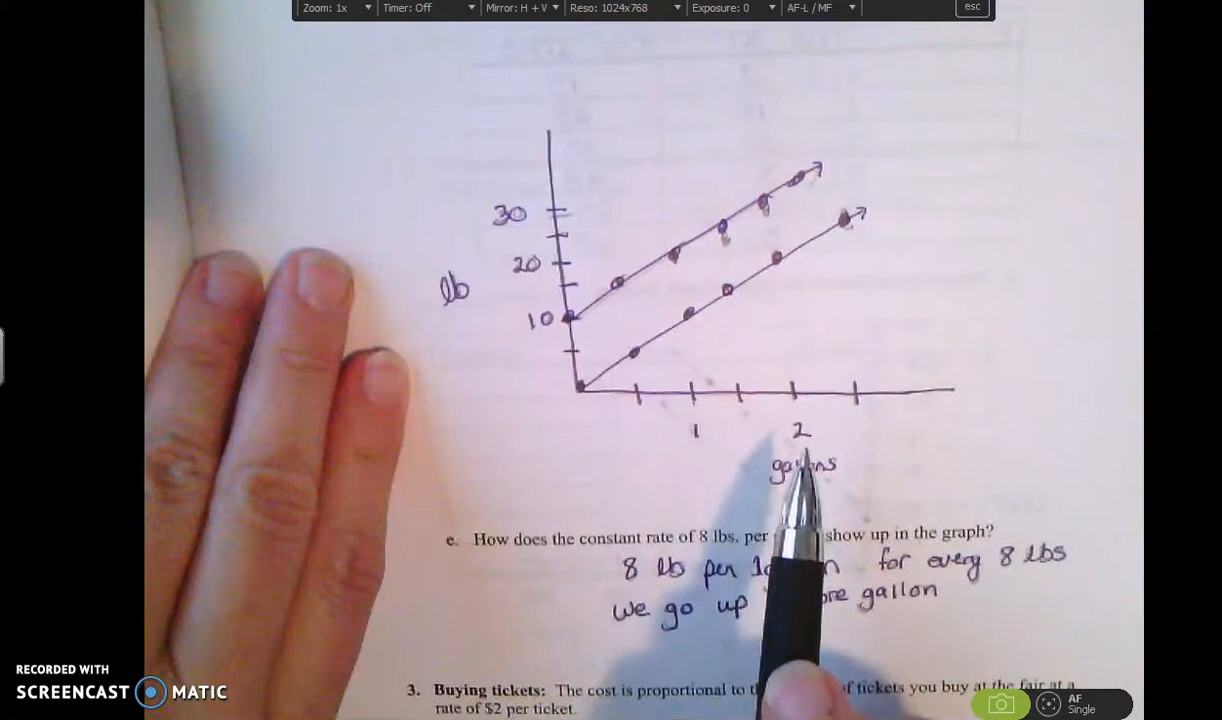 Zoom: 1x Timer: Off Mirror: H + V Reso: 1024x768 Exposure: 0 AF-L / MF esc
30
20
lb
10
1 2
e. How does the constant rate of 8 lbs. per show up in the graph?
8 lb per for every 8 lbs
we go up gallon
3. Buying tickets: The cost is proportional to of tickets you buy at the fair at a
rate of $2 per ticket.
RECORDED WITH
SCREENCAST MATIC
AF
Single